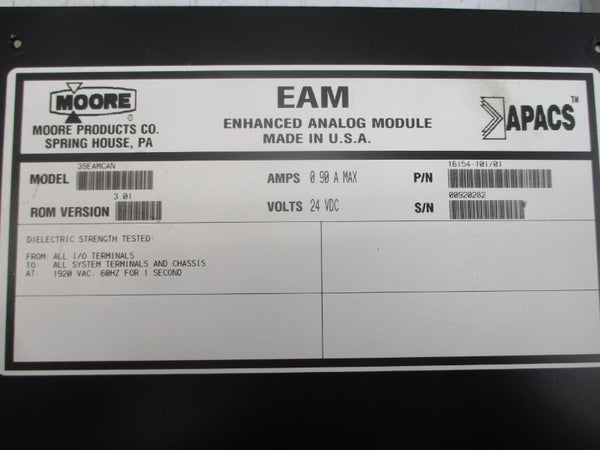 MOORE
®
MOORE PRODUCTS CO.
SPRING HOUSE, PA
EAM
ENHANCED ANALOG MODULE
MADE IN U.S.A.
APACS™
MODEL 39EAMCAN
AMPS 0.90 A MAX
P/N 16154-101/01
ROM VERSION 3.01
VOLTS 24 VDC
S/N 00920282
DIELECTRIC STRENGTH TESTED:
FROM: ALL I/O TERMINALS
TO: ALL SYSTEM TERMINALS AND CHASSIS
AT: 1920 VAC. 60HZ FOR 1 SECOND